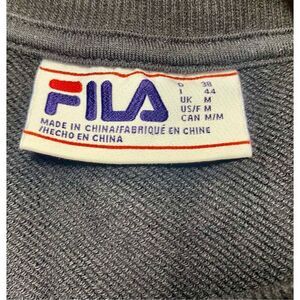 FILA
D 38
I 44
UK M
US/F M
CAN M/M
MADE IN CHINA/FABRIQUÉ EN CHINE
/HECHO EN CHINA